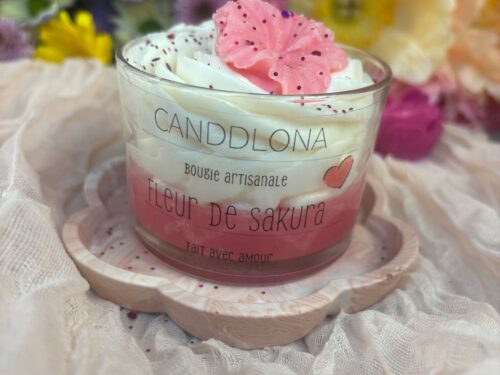 CANDDLONA
Bougie artisanale
Fleur de sakura
Fait avec amour